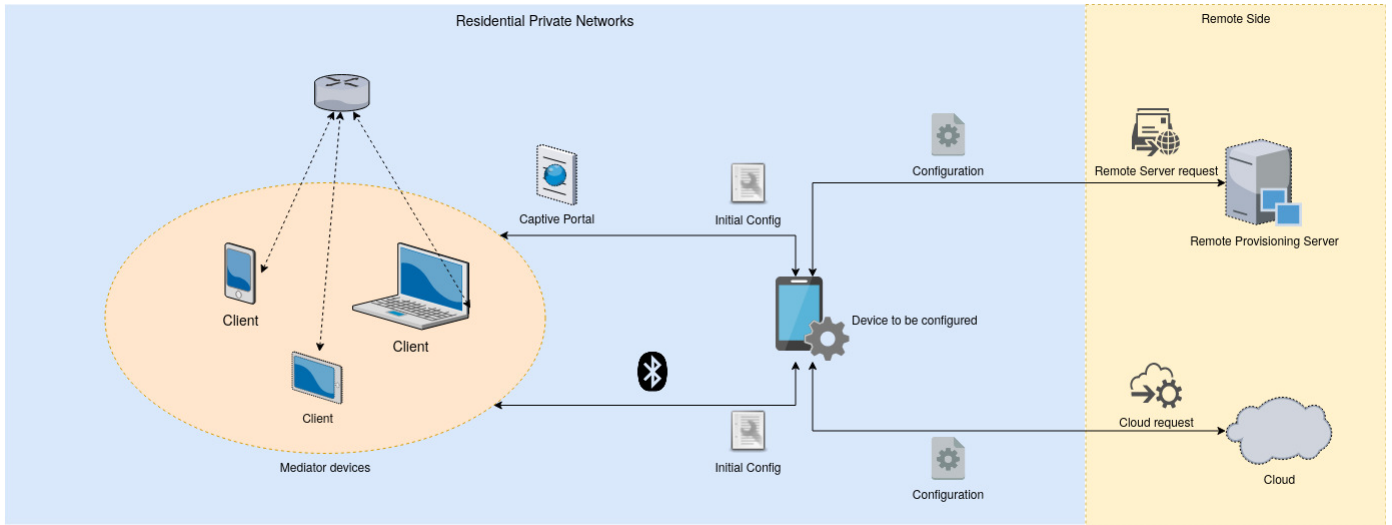 Residential Private Networks
Remote Side
Configuration
Remote Server request
Captive Portal
Initial Config
Remote Provisioning Server
Client
Client
Device to be configured
Client
Cloud request
Mediator devices
Initial Config
Configuration
Cloud